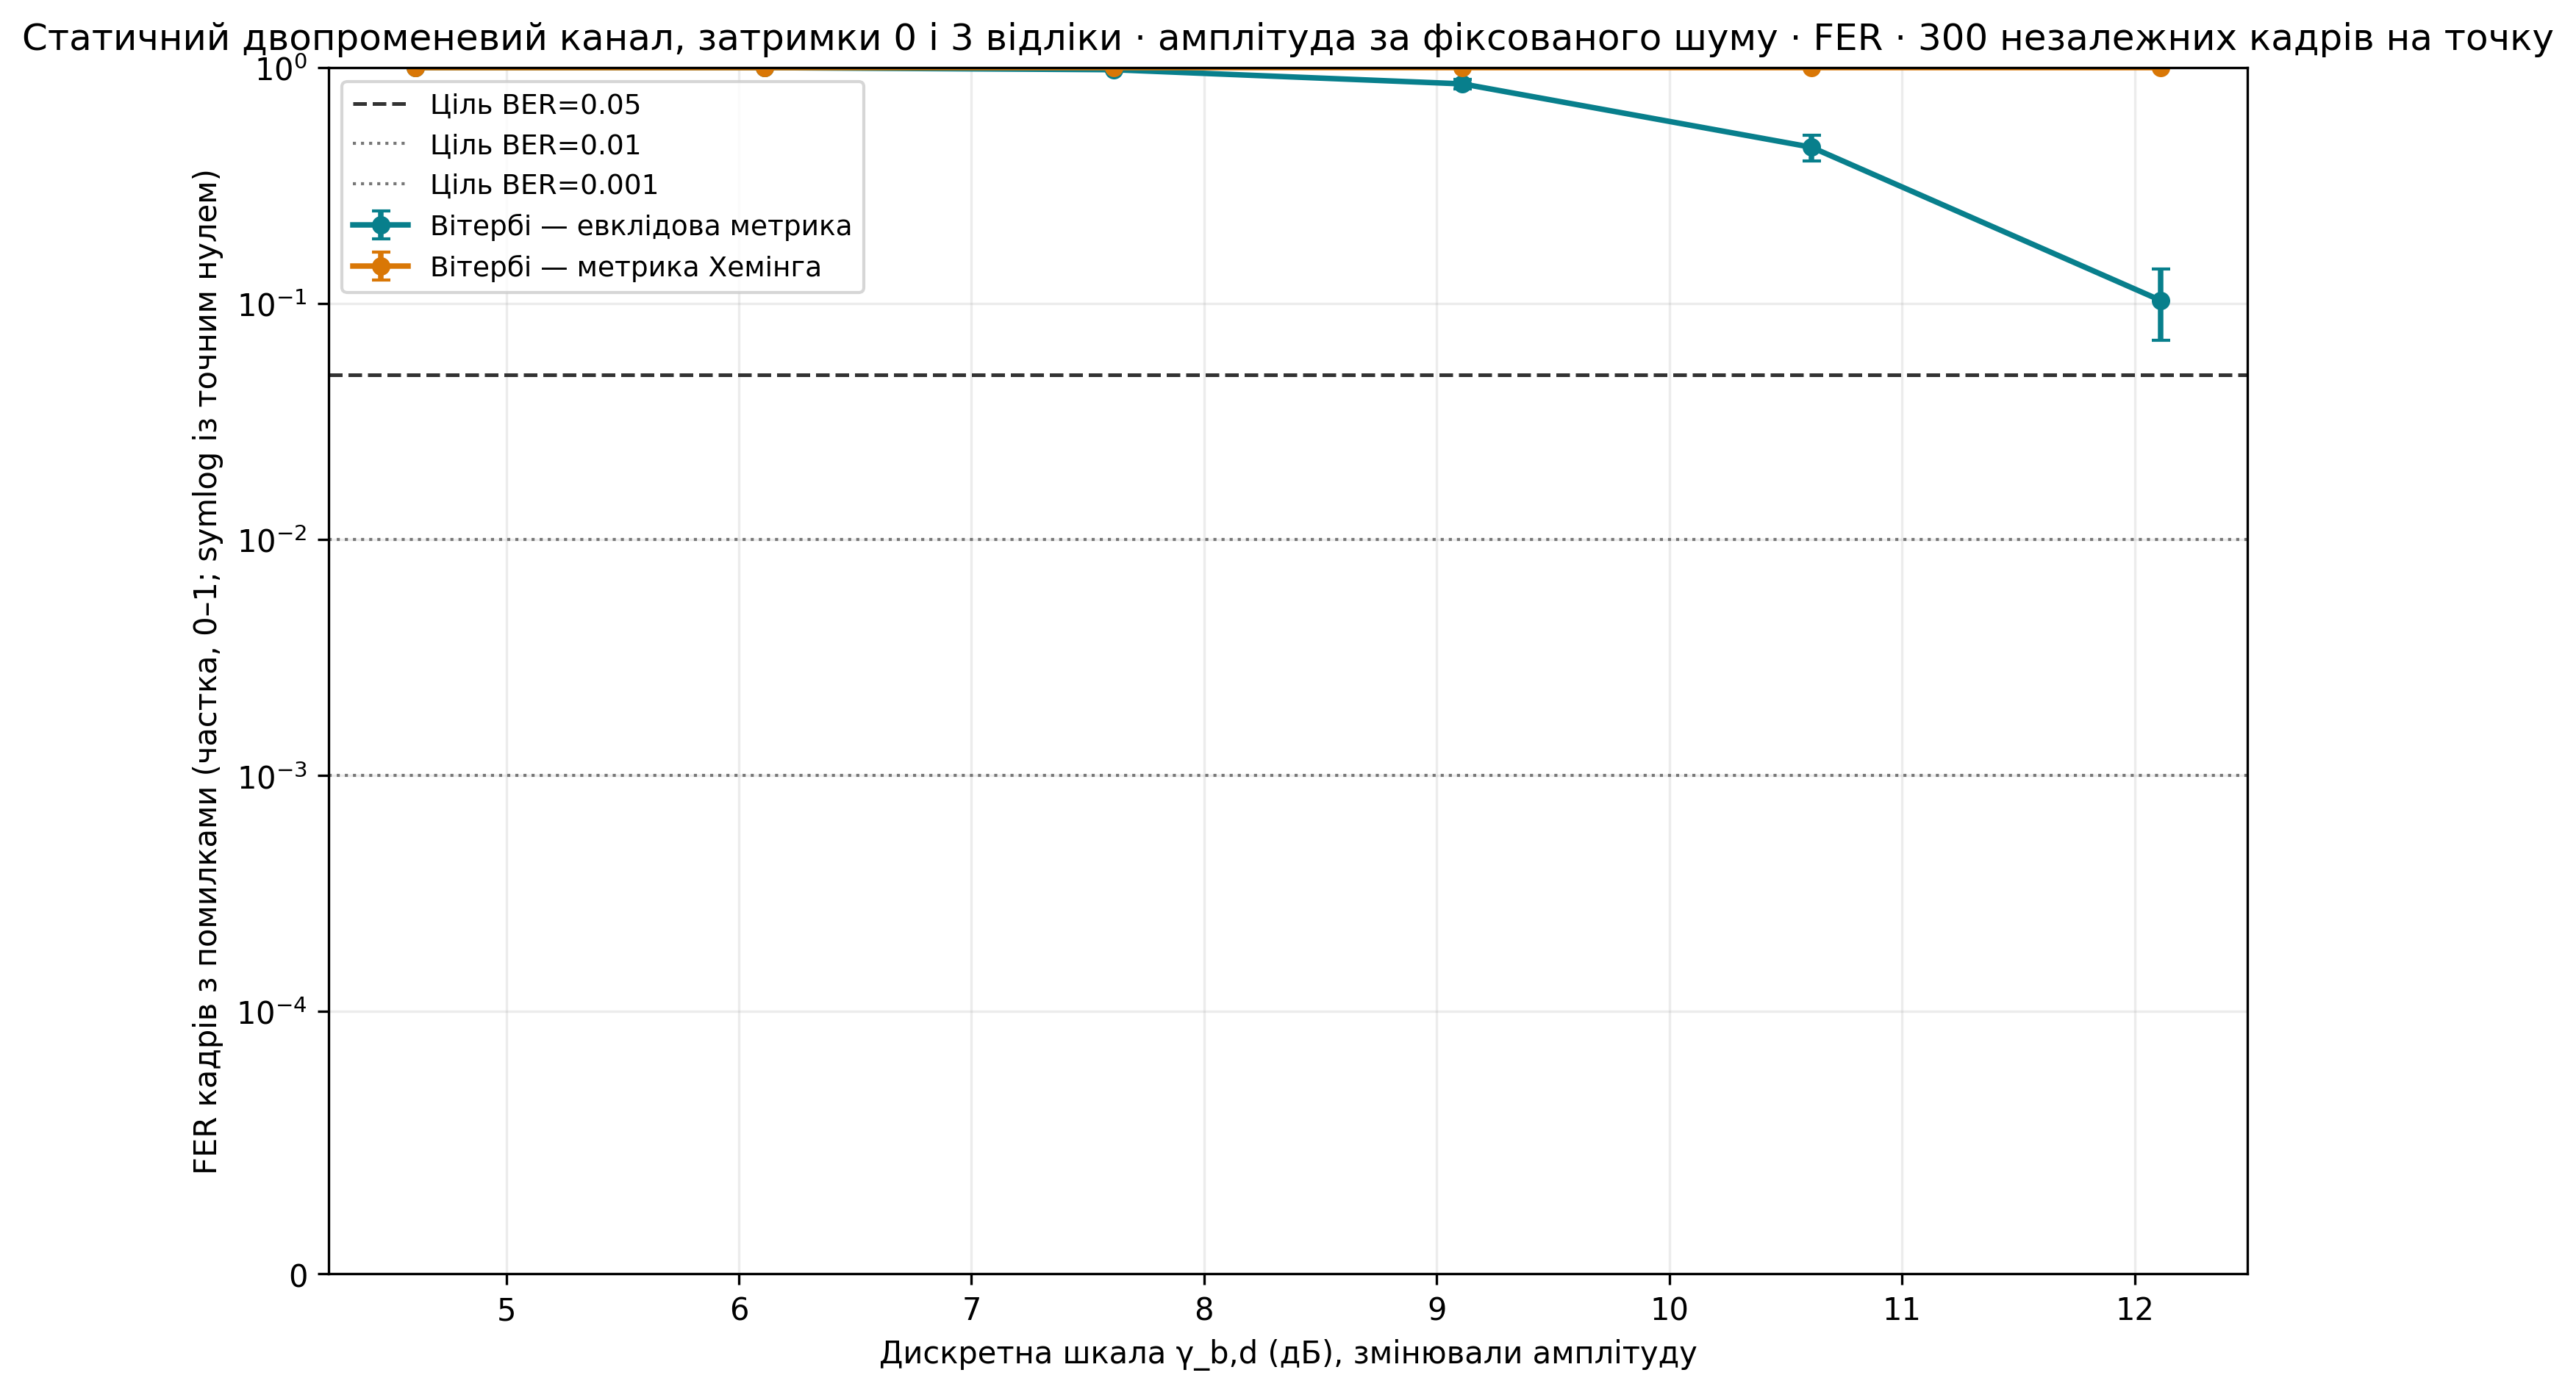 Статичний двопроменевий канал, затримки 0 і 3 відліки · амплітуда за фіксованого шуму · FER · 300 незалежних кадрів на точку
FER кадрів з помилками (частка, 0–1; symlog із точним нулем)
10⁰
10⁻¹
10⁻²
10⁻³
10⁻⁴
0
Ціль BER=0.05
Ціль BER=0.01
Ціль BER=0.001
Вітербі — евклідова метрика
Вітербі — метрика Хемінга
5 6 7 8 9 10 11 12
Дискретна шкала γ_b,d (дБ), змінювали амплітуду